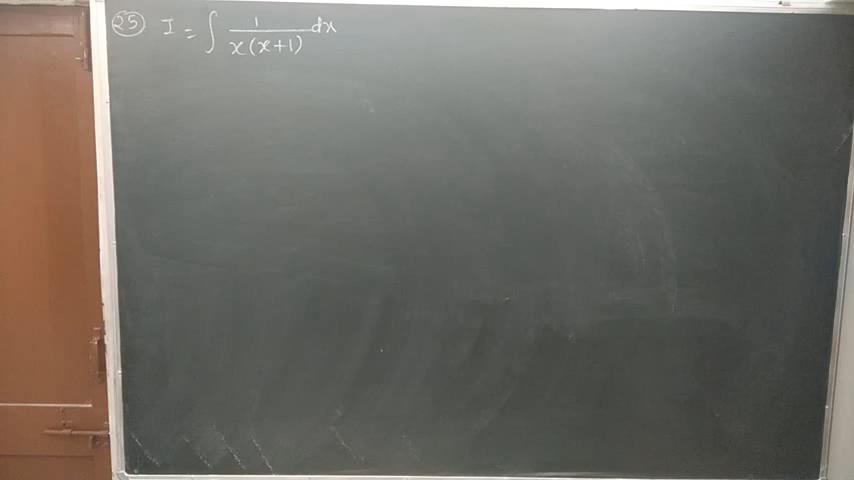 25 I = ∫ 1/x(x+1) dx